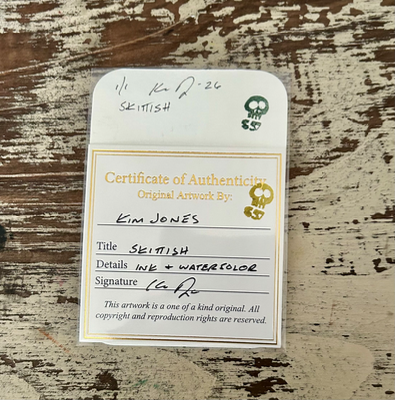 1/1 -26
SKITTISH
Certificate of Authenticity
Original Artwork By:
KIM JONES
Title SKITTISH
Details INK + WATERCOLOR
Signature
This artwork is a one of a kind original. All
copyright and reproduction rights are reserved.